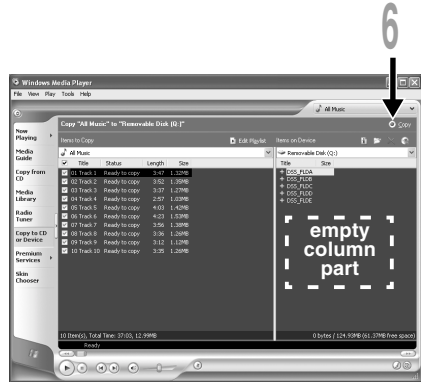 6
Windows Media Player
File View Play Tools Help
All Music
Copy "All Music" to "Removable Disk (Q:)"
Copy
Items to Copy
Edit Playlist
Items on Device
All Music
Removable Disk (Q:)
Title Status Length Size
Title Size
01 Track 1 Ready to copy 3:47 1.32MB
02 Track 2 Ready to copy 3:52 1.35MB
03 Track 3 Ready to copy 3:37 1.27MB
04 Track 4 Ready to copy 2:57 1.03MB
05 Track 5 Ready to copy 4:03 1.42MB
06 Track 6 Ready to copy 4:23 1.53MB
07 Track 7 Ready to copy 3:56 1.38MB
08 Track 8 Ready to copy 3:36 1.26MB
09 Track 9 Ready to copy 3:12 1.12MB
10 Track 10 Ready to copy 3:35 1.26MB
DSS_FLDA
DSS_FLDB
DSS_FLDC
DSS_FLDD
DSS_FLDE
empty
column
part
Now
Playing
Media
Guide
Copy from
CD
Media
Library
Radio
Tuner
Copy to CD
or Device
Premium
Services
Skin
Chooser
10 Item(s), Total Time: 37:03, 12.99MB
0 bytes / 124.93MB (61.37MB free space)
Ready